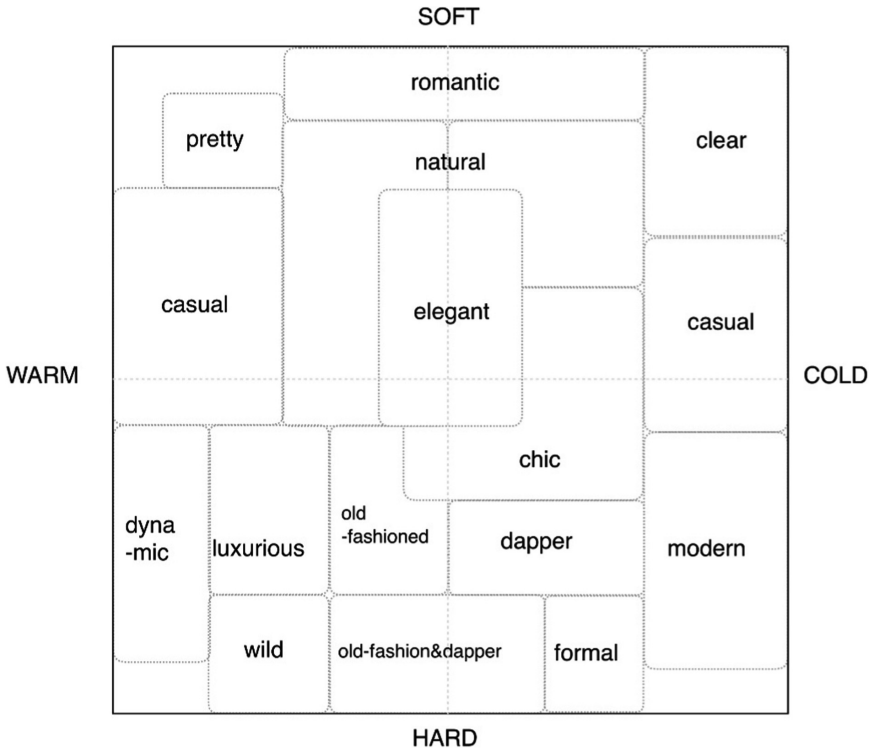 SOFT
romantic
pretty
clear
natural
casual
elegant
casual
WARM
COLD
chic
old
-fashioned
dyna
-mic
luxurious
dapper
modern
wild
old-fashion&dapper
formal
HARD